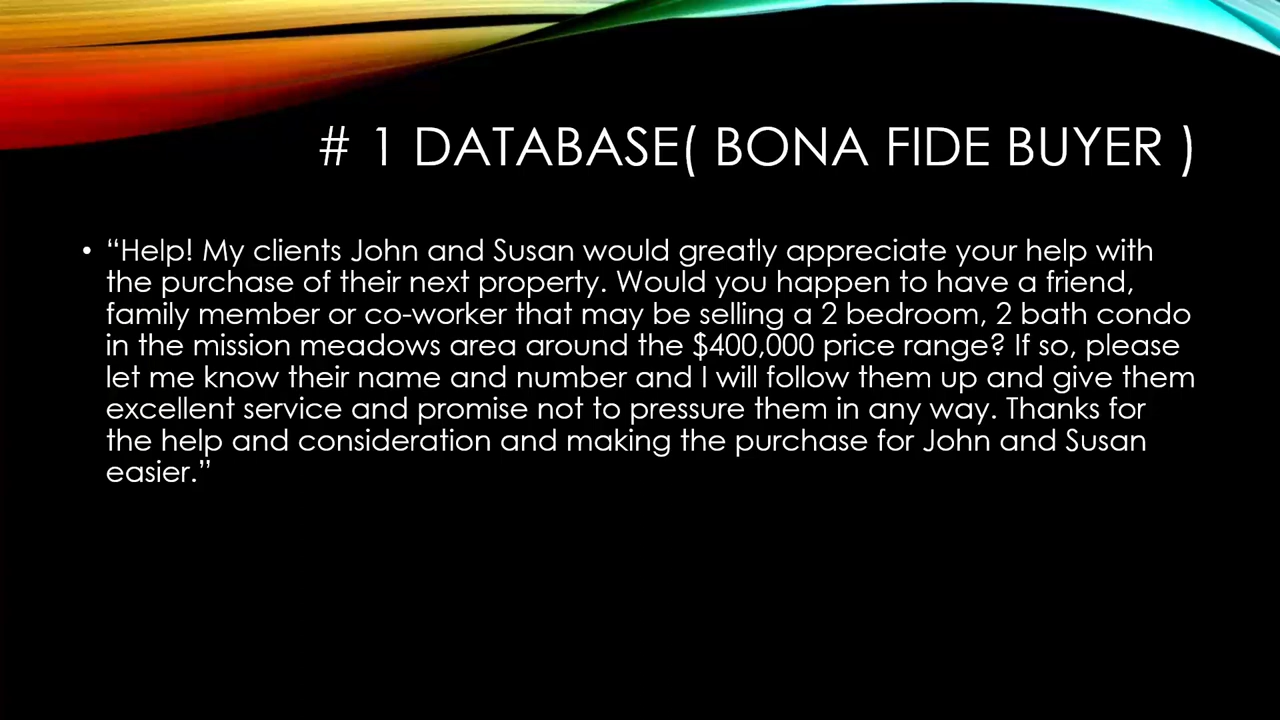 # 1 DATABASE( BONA FIDE BUYER )
• “Help! My clients John and Susan would greatly appreciate your help with
the purchase of their next property. Would you happen to have a friend,
family member or co-worker that may be selling a 2 bedroom, 2 bath condo
in the mission meadows area around the $400,000 price range? If so, please
let me know their name and number and I will follow them up and give them
excellent service and promise not to pressure them in any way. Thanks for
the help and consideration and making the purchase for John and Susan
easier.”